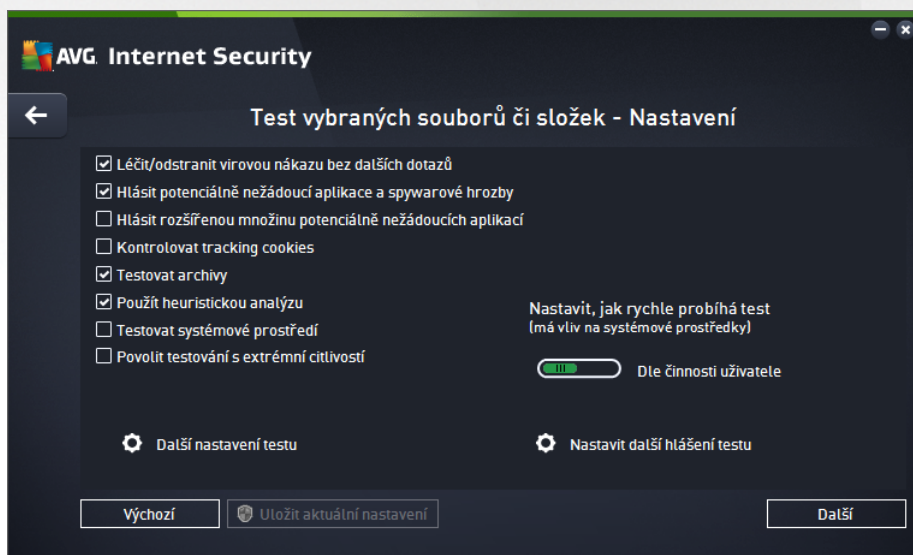 AVG. Internet Security
Test vybraných souborů či složek - Nastavení
Léčit/odstranit virovou nákazu bez dalších dotazů
Hlásit potenciálně nežádoucí aplikace a spywarové hrozby
Hlásit rozšířenou množinu potenciálně nežádoucích aplikací
Kontrolovat tracking cookies
Testovat archivy
Použít heuristickou analýzu
Testovat systémové prostředí
Povolit testování s extrémní citlivostí
Nastavit, jak rychle probíhá test
(má vliv na systémové prostředky)
Dle činnosti uživatele
Další nastavení testu
Nastavit další hlášení testu
Výchozí
Uložit aktuální nastavení
Další